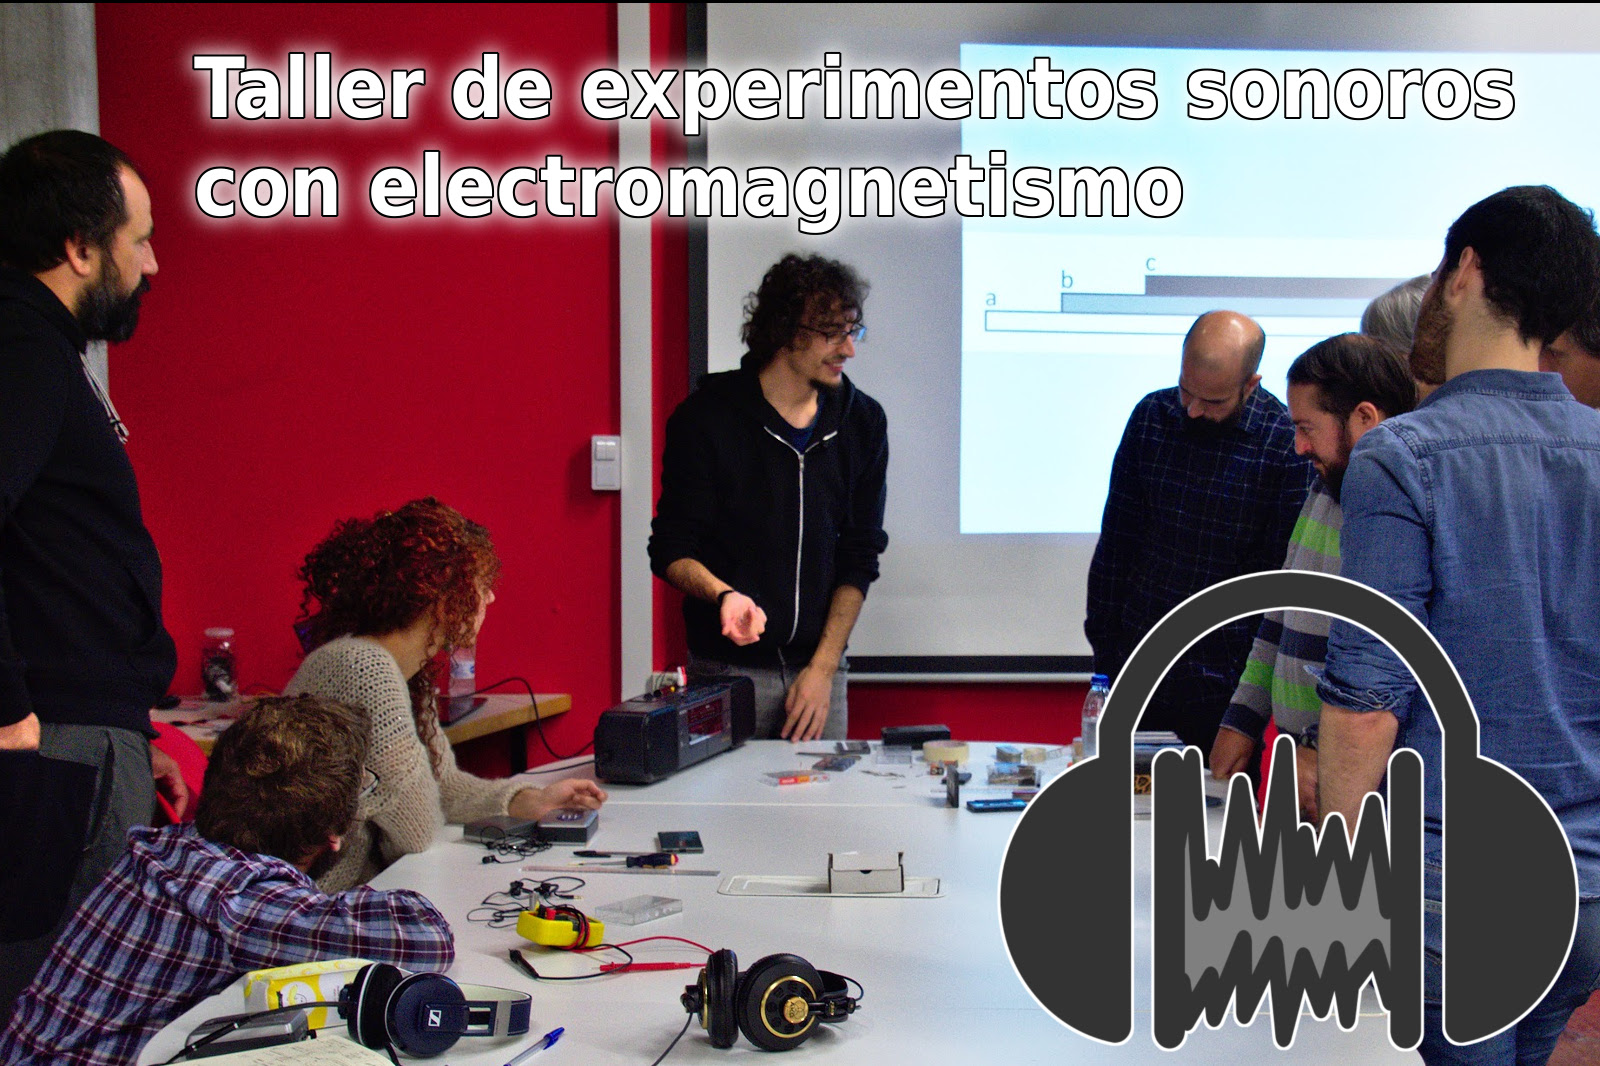 Taller de experimentos sonoros
con electromagnetismo
c
b
a